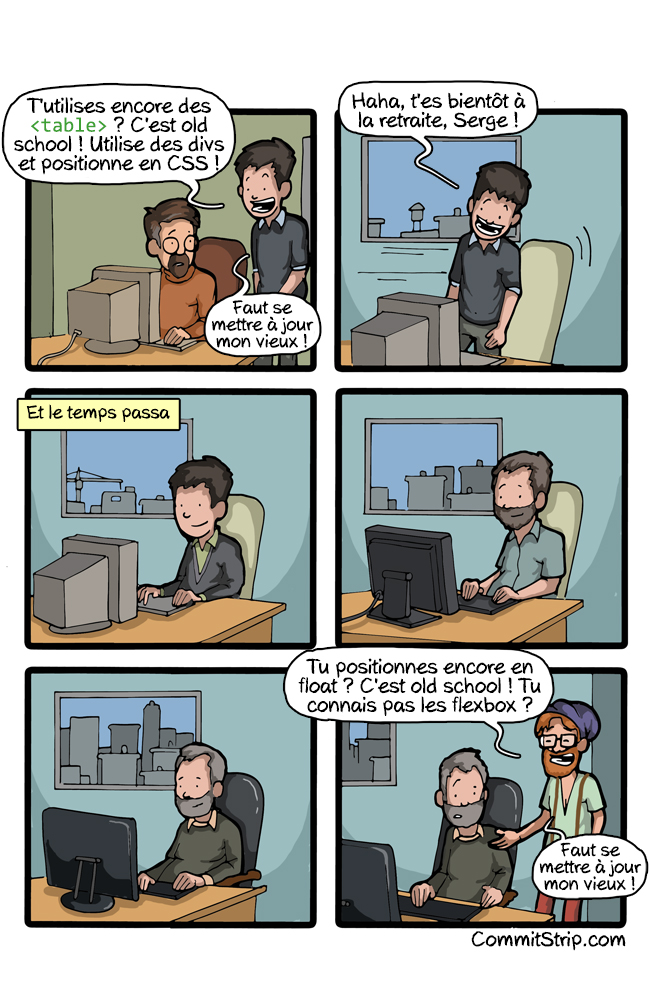 T'utilises encore des
<table> ? C'est old
school ! Utilise des divs
et positionne en CSS !
Faut se
mettre à jour
mon vieux !
Haha, t'es bientôt à
la retraite, Serge !
Et le temps passa
Tu positionnes encore en
float ? C'est old school ! Tu
connais pas les flexbox ?
Faut se
mettre à jour
mon vieux !
CommitStrip.com